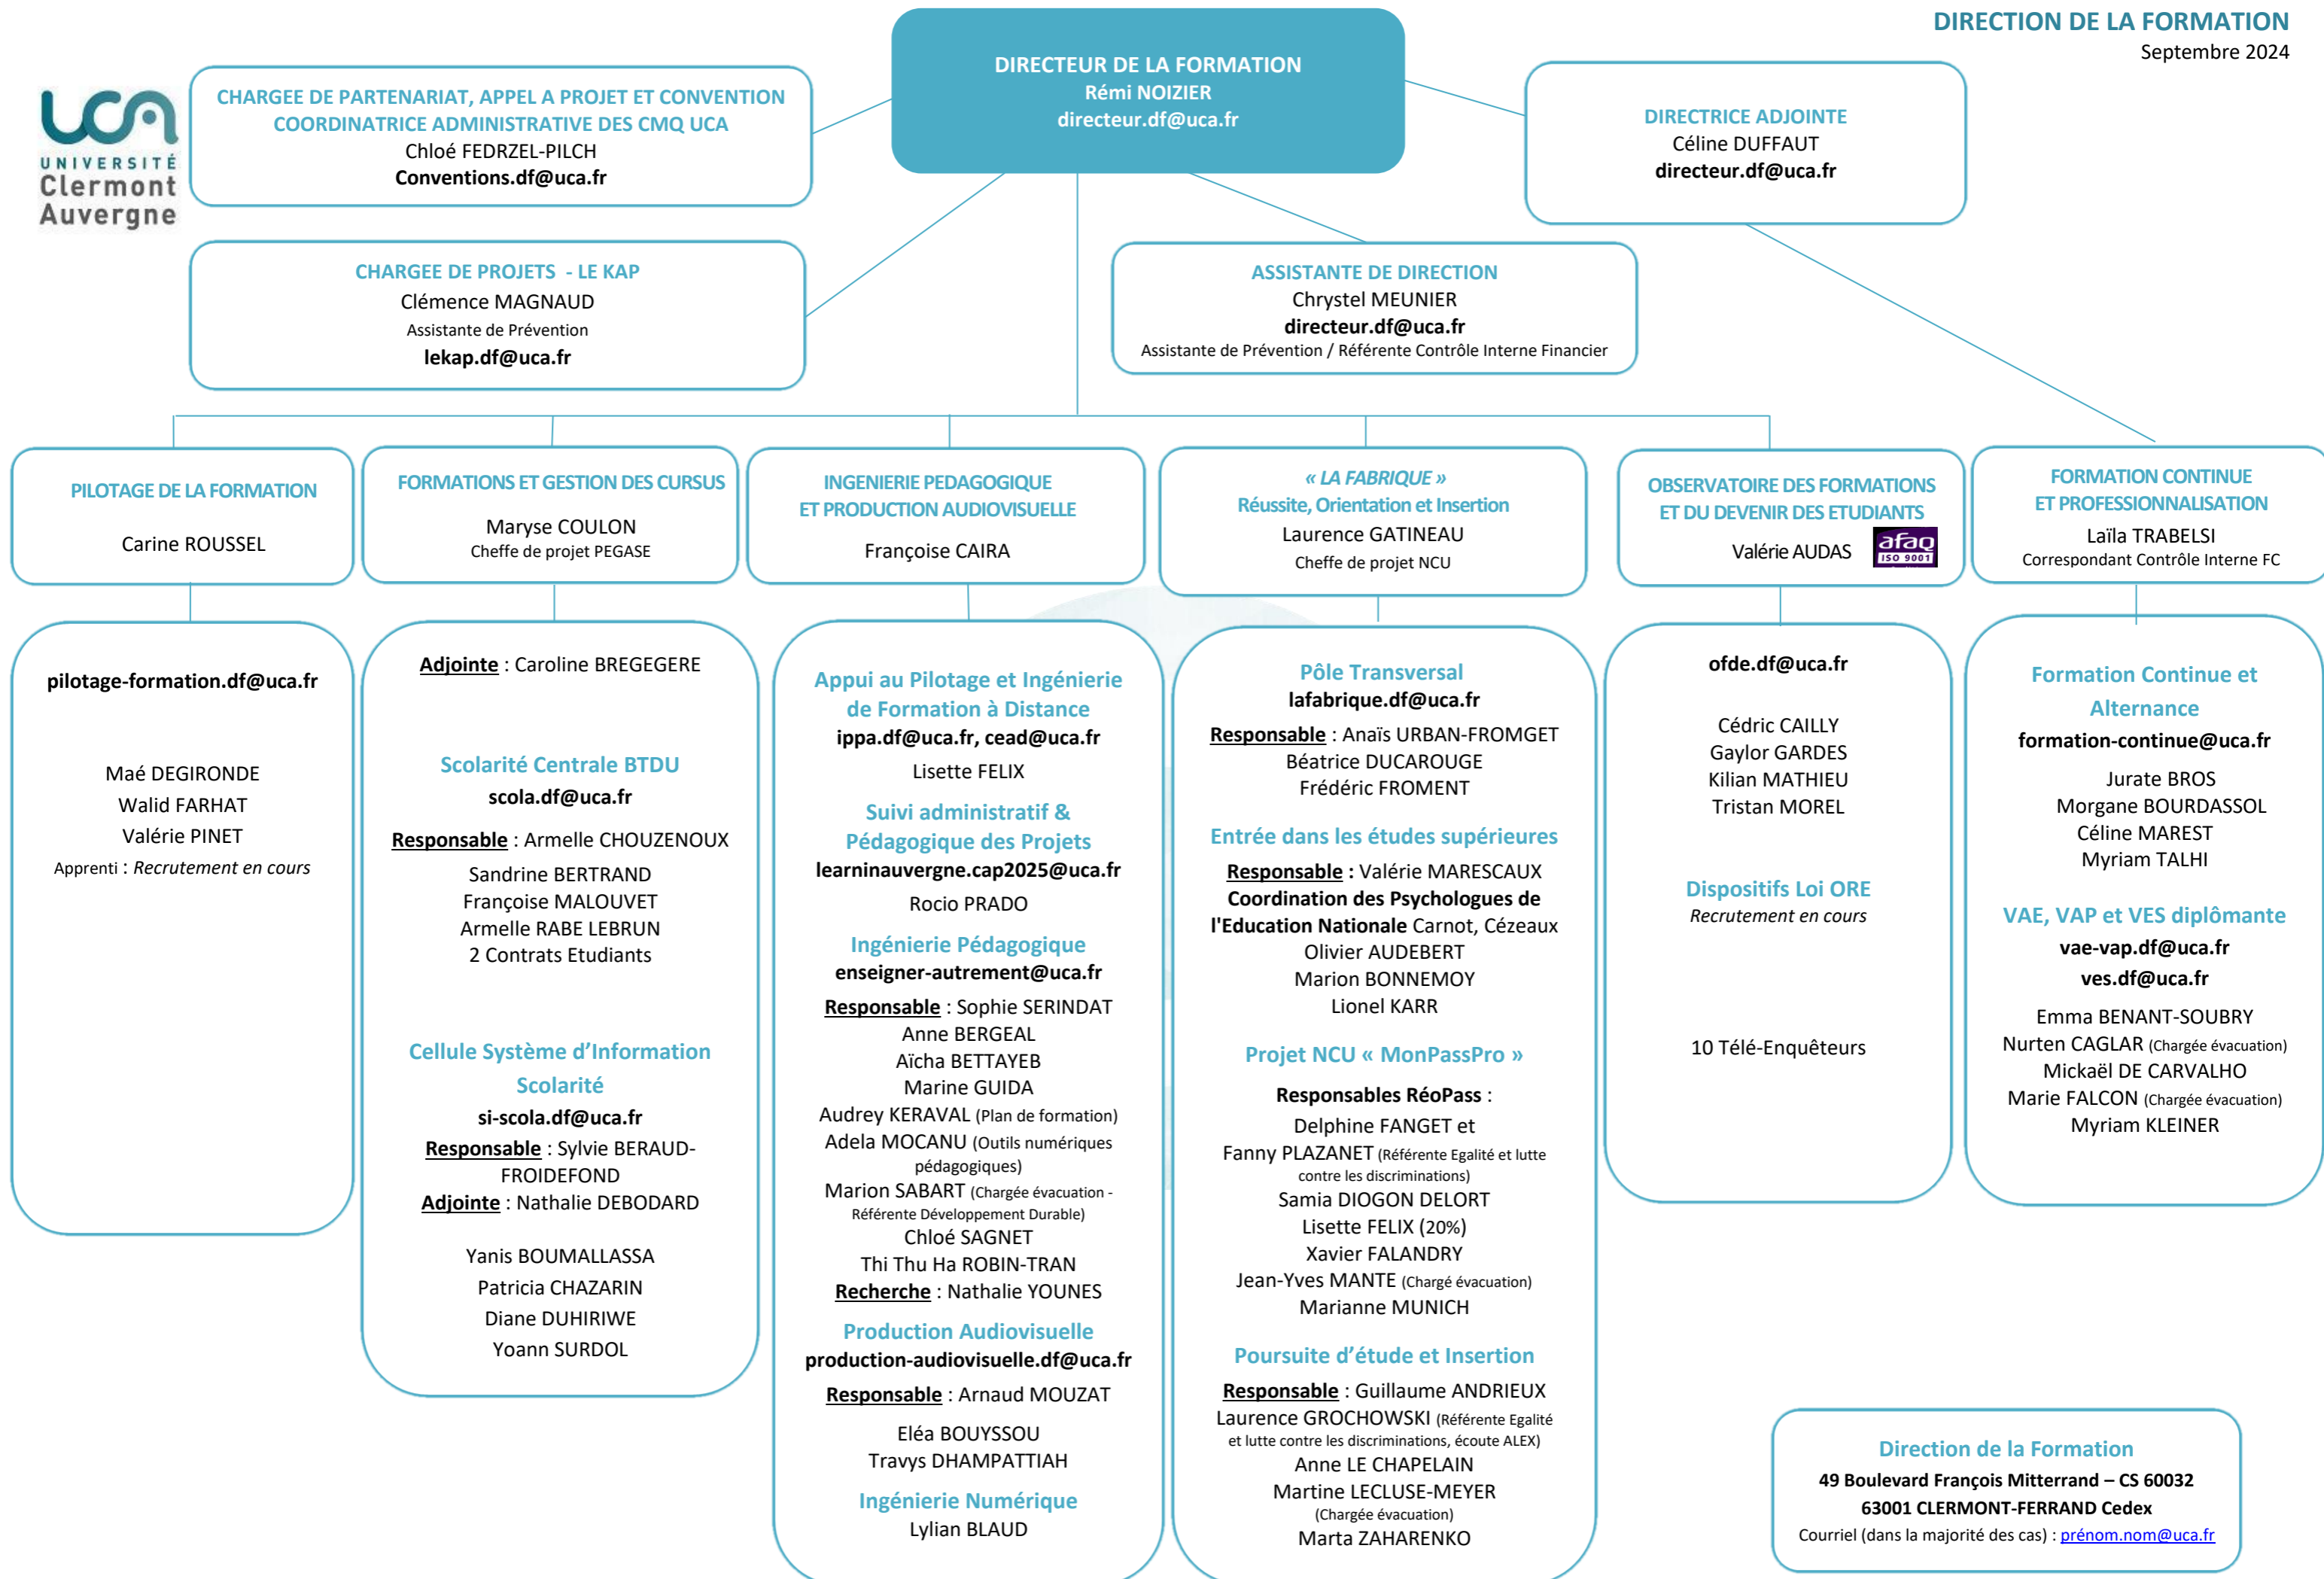 DIRECTION DE LA FORMATION
Septembre 2024
uca
UNIVERSITÉ
Clermont
Auvergne
CHARGEE DE PARTENARIAT, APPEL A PROJET ET CONVENTION
COORDINATRICE ADMINISTRATIVE DES CMQ UCA
Chloé FEDRZEL-PILCH
Conventions.df@uca.fr
DIRECTEUR DE LA FORMATION
Rémi NOIZIER
directeur.df@uca.fr
DIRECTRICE ADJOINTE
Céline DUFFAUT
directeur.df@uca.fr
CHARGEE DE PROJETS - LE KAP
Clémence MAGNAUD
Assistante de Prévention
lekap.df@uca.fr
ASSISTANTE DE DIRECTION
Chrystel MEUNIER
directeur.df@uca.fr
Assistante de Prévention / Référente Contrôle Interne Financier
PILOTAGE DE LA FORMATION
Carine ROUSSEL
pilotage-formation.df@uca.fr
Maé DEGIRONDE
Walid FARHAT
Valérie PINET
Apprenti : Recrutement en cours
FORMATIONS ET GESTION DES CURSUS
Maryse COULON
Cheffe de projet PEGASE
Adjointe : Caroline BREGEGERE
Scolarité Centrale BTDU
scola.df@uca.fr
Responsable : Armelle CHOUZENOUX
Sandrine BERTRAND
Françoise MALOUVET
Armelle RABE LEBRUN
2 Contrats Etudiants
Cellule Système d’Information
Scolarité
si-scola.df@uca.fr
Responsable : Sylvie BERAUD-
FROIDEFOND
Adjointe : Nathalie DEBODARD
Yanis BOUMALLASSA
Patricia CHAZARIN
Diane DUHIRIWE
Yoann SURDOL
INGENIERIE PEDAGOGIQUE
ET PRODUCTION AUDIOVISUELLE
Françoise CAIRA
Appui au Pilotage et Ingénierie
de Formation à Distance
ippa.df@uca.fr, cead@uca.fr
Lisette FELIX
Suivi administratif &
Pédagogique des Projets
learninauvergne.cap2025@uca.fr
Rocio PRADO
Ingénierie Pédagogique
enseigner-autrement@uca.fr
Responsable : Sophie SERINDAT
Anne BERGEAL
Aïcha BETTAYEB
Marine GUIDA
Audrey KERAVAL (Plan de formation)
Adela MOCANU (Outils numériques
pédagogiques)
Marion SABART (Chargée évacuation -
Référente Développement Durable)
Chloé SAGNET
Thi Thu Ha ROBIN-TRAN
Recherche : Nathalie YOUNES
Production Audiovisuelle
production-audiovisuelle.df@uca.fr
Responsable : Arnaud MOUZAT
Eléa BOUYSSOU
Travys DHAMPATTIAH
Ingénierie Numérique
Lylian BLAUD
« LA FABRIQUE »
Réussite, Orientation et Insertion
Laurence GATINEAU
Cheffe de projet NCU
Pôle Transversal
lafabrique.df@uca.fr
Responsable : Anaïs URBAN-FROMGET
Béatrice DUCAROUGE
Frédéric FROMENT
Entrée dans les études supérieures
Responsable : Valérie MARESCAUX
Coordination des Psychologues de
l'Education Nationale Carnot, Cézeaux
Olivier AUDEBERT
Marion BONNEMOY
Lionel KARR
Projet NCU « MonPassPro »
Responsables RéoPass :
Delphine FANGET et
Fanny PLAZANET (Référente Egalité et lutte
contre les discriminations)
Samia DIOGON DELORT
Lisette FELIX (20%)
Xavier FALANDRY
Jean-Yves MANTE (Chargé évacuation)
Marianne MUNICH
Poursuite d’étude et Insertion
Responsable : Guillaume ANDRIEUX
Laurence GROCHOWSKI (Référente Egalité
et lutte contre les discriminations, écoute ALEX)
Anne LE CHAPELAIN
Martine LECLUSE-MEYER
(Chargée évacuation)
Marta ZAHARENKO
OBSERVATOIRE DES FORMATIONS
ET DU DEVENIR DES ETUDIANTS
Valérie AUDAS
afaq
ISO 9001
ofde.df@uca.fr
Cédric CAILLY
Gaylor GARDES
Kilian MATHIEU
Tristan MOREL
Dispositifs Loi ORE
Recrutement en cours
10 Télé-Enquêteurs
FORMATION CONTINUE
ET PROFESSIONNALISATION
Laïla TRABELSI
Correspondant Contrôle Interne FC
Formation Continue et
Alternance
formation-continue@uca.fr
Jurate BROS
Morgane BOURDASSOL
Céline MAREST
Myriam TALHI
VAE, VAP et VES diplômante
vae-vap.df@uca.fr
ves.df@uca.fr
Emma BENANT-SOUBRY
Nurten CAGLAR (Chargée évacuation)
Mickaël DE CARVALHO
Marie FALCON (Chargée évacuation)
Myriam KLEINER
Direction de la Formation
49 Boulevard François Mitterrand – CS 60032
63001 CLERMONT-FERRAND Cedex
Courriel (dans la majorité des cas) : prénom.nom@uca.fr